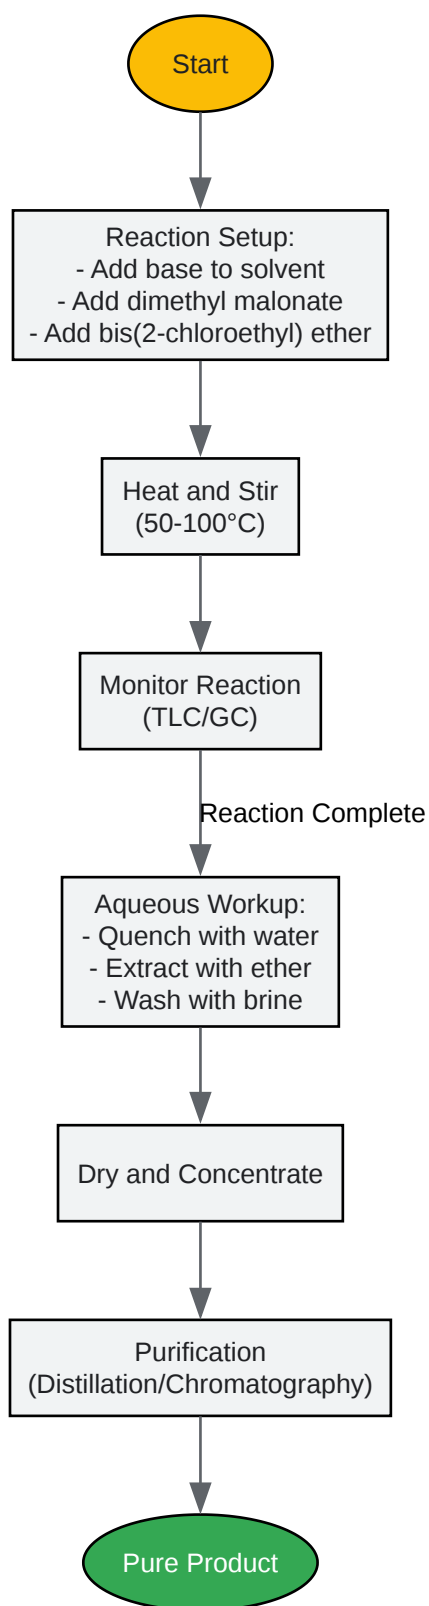 Start
Reaction Setup:
- Add base to solvent
- Add dimethyl malonate
- Add bis(2-chloroethyl) ether
Heat and Stir
(50-100°C)
Monitor Reaction
(TLC/GC)
Reaction Complete
Aqueous Workup:
- Quench with water
- Extract with ether
- Wash with brine
Dry and Concentrate
Purification
(Distillation/Chromatography)
Pure Product